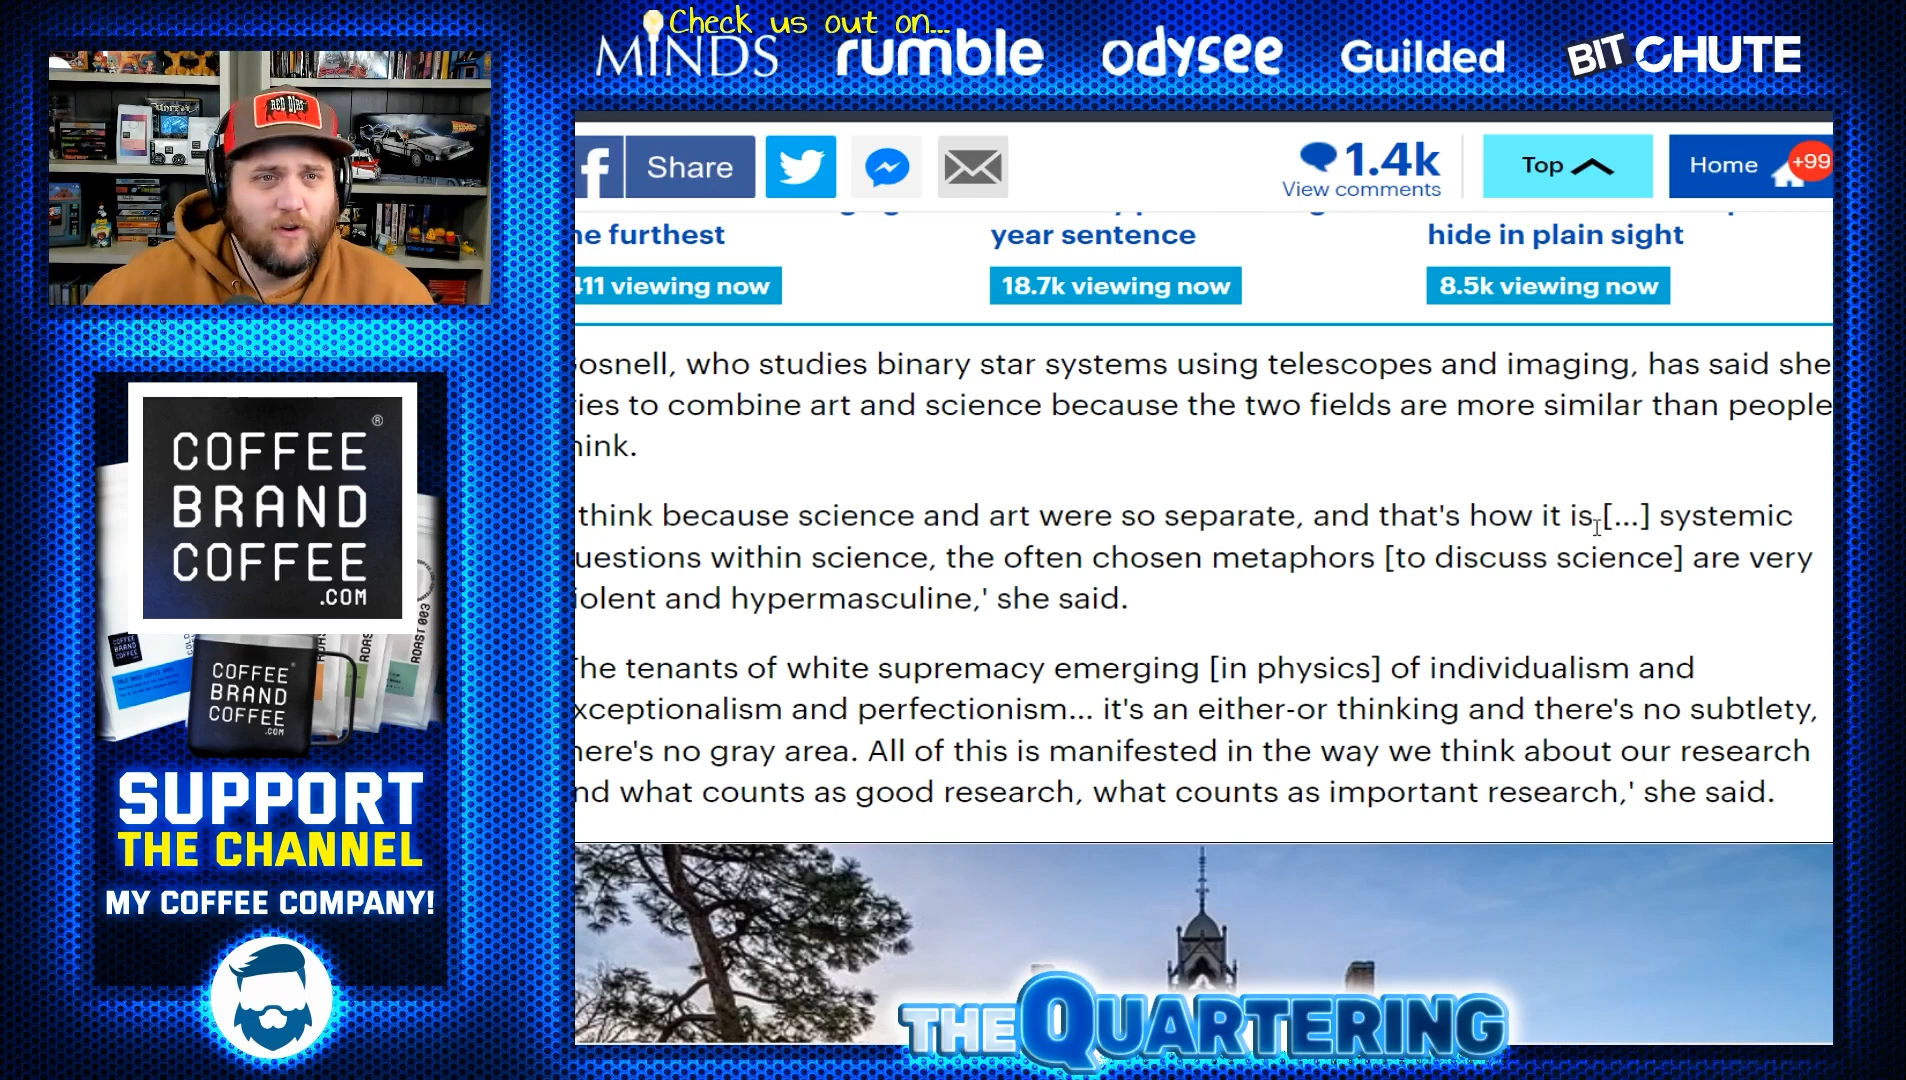 Check us out on...
MINDS rumble odysee Guilded BITCHUTE
RED DIRT
f Share
1.4k
View comments
Top
Home +99
he furthest
year sentence
hide in plain sight
411 viewing now
18.7k viewing now
8.5k viewing now
osnell, who studies binary star systems using telescopes and imaging, has said she
ries to combine art and science because the two fields are more similar than people
hink.
think because science and art were so separate, and that's how it is [...] systemic
uestions within science, the often chosen metaphors [to discuss science] are very
iolent and hypermasculine,' she said.
The tenants of white supremacy emerging [in physics] of individualism and
xceptionalism and perfectionism... it's an either-or thinking and there's no subtlety,
here's no gray area. All of this is manifested in the way we think about our research
nd what counts as good research, what counts as important research,' she said.
COFFEE®
BRAND
COFFEE
.COM
ROAST 003
COFFEE®
BRAND
COFFEE
.COM
SUPPORT
THE CHANNEL
MY COFFEE COMPANY!
THE QUARTERING